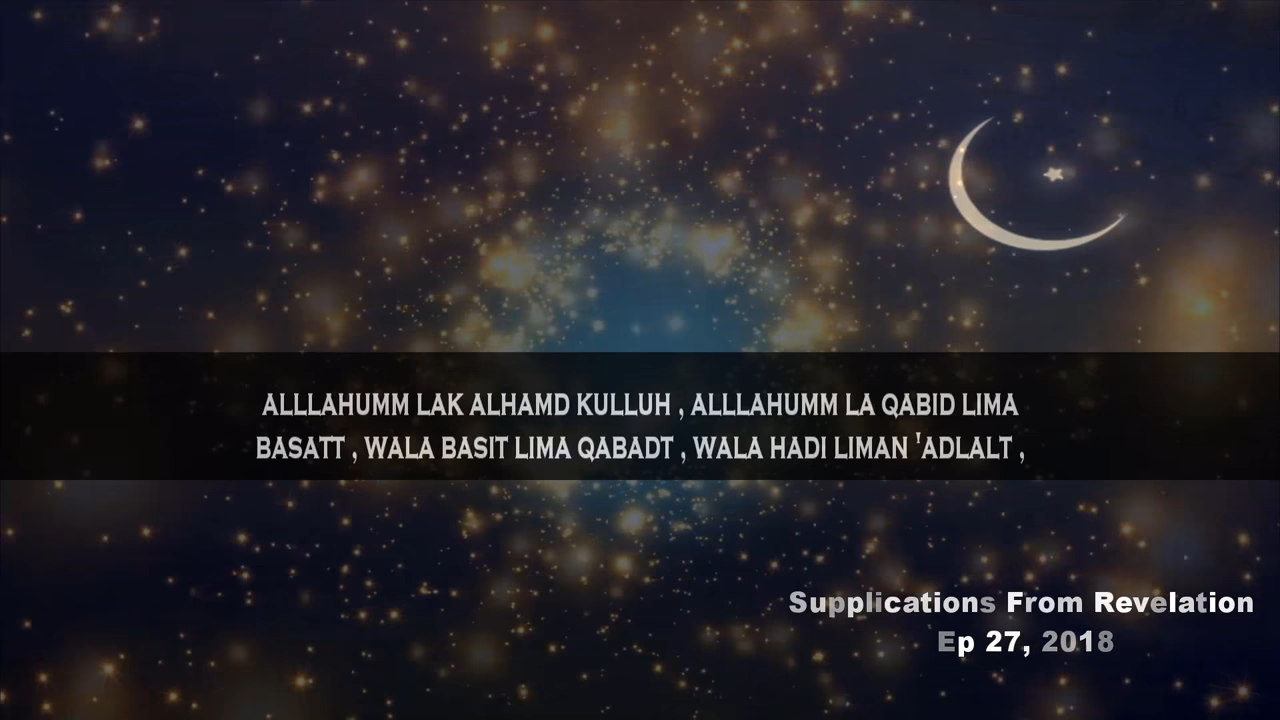 ALLLAHUMM LAK ALHAMD KULLUH , ALLLAHUMM LA QABID LIMA
BASATT , WALA BASIT LIMA QABADT , WALA HADI LIMAN 'ADLALT ,
Supplications From Revelation
Ep 27, 2018